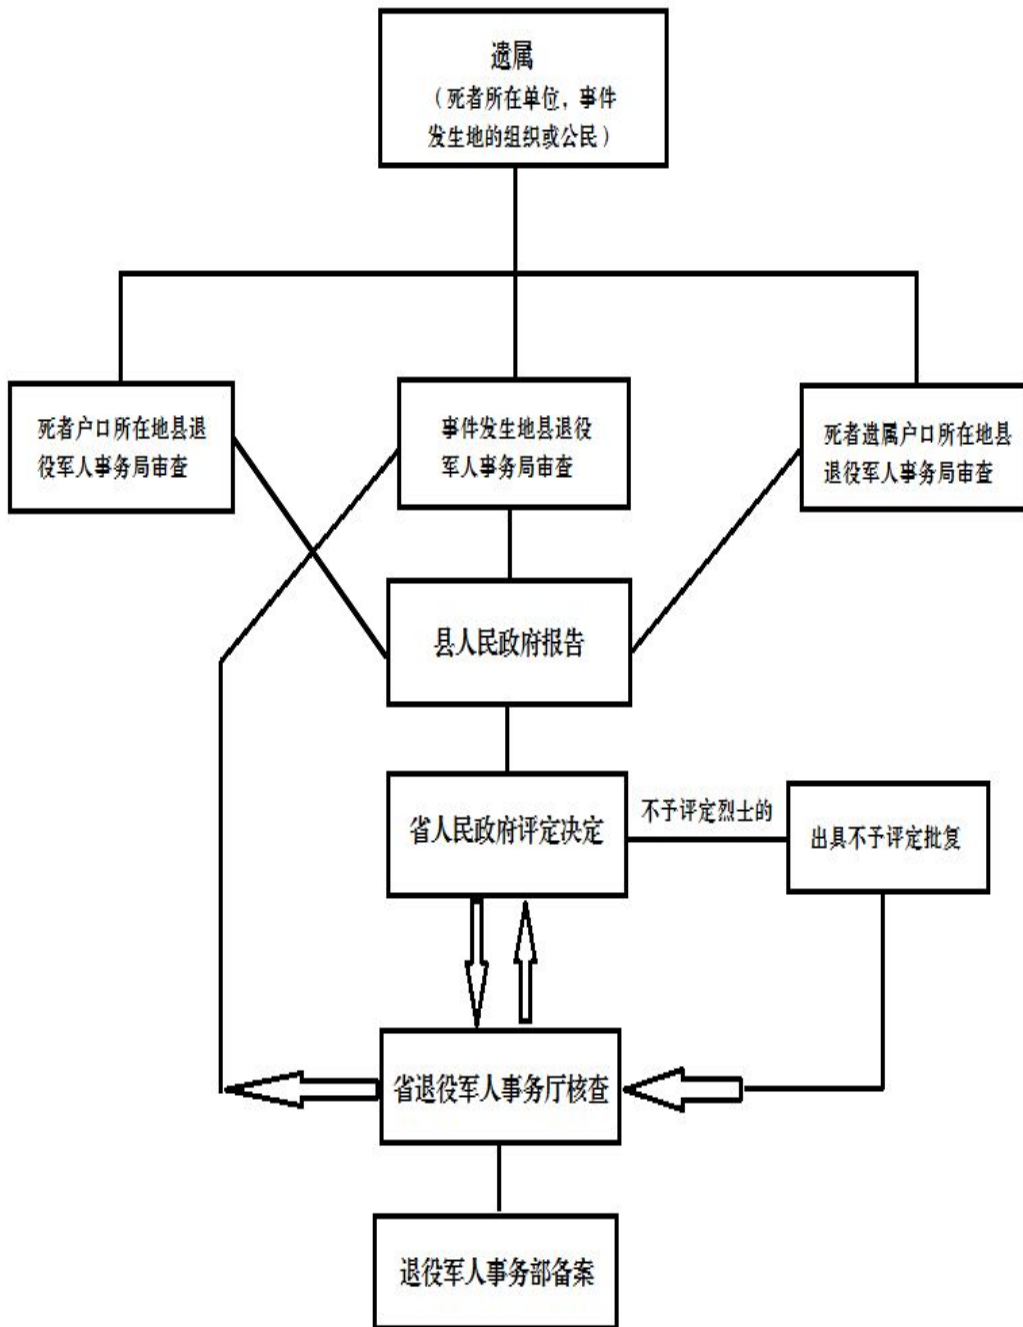 遗属
（死者所在单位，事件
发生地的组织或公民）
死者户口所在地县退
役军人事务局审查
事件发生地县退役
军人事务局审查
死者遗属户口所在地县
退役军人事务局审查
县人民政府报告
省人民政府评定决定
不予评定烈士的
出具不予评定批复
省退役军人事务厅核查
退役军人事务部备案